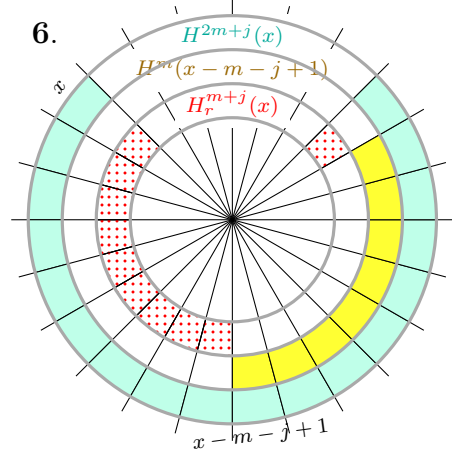 6.
H^{2m+j}(x)
H^m(x − m − j + 1)
H_r^{m+j}(x)
x
x − m − j + 1